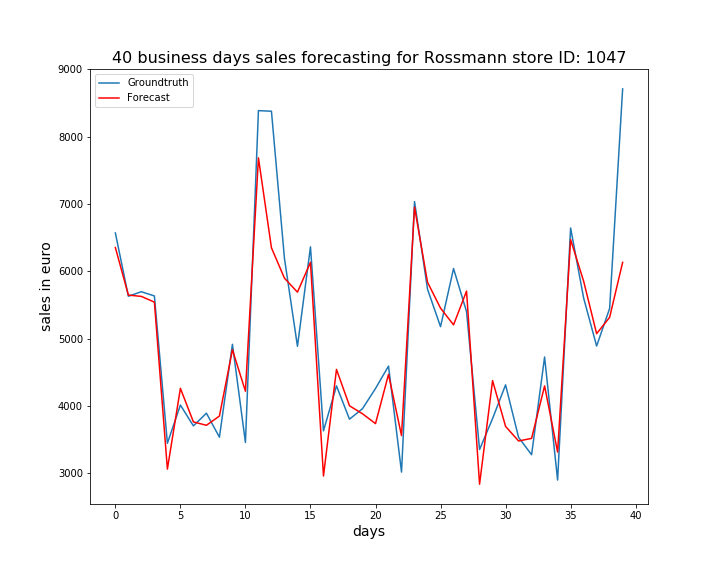 40 business days sales forecasting for Rossmann store ID: 1047
Groundtruth
Forecast
sales in euro
9000
8000
7000
6000
5000
4000
3000
0 5 10 15 20 25 30 35 40
days